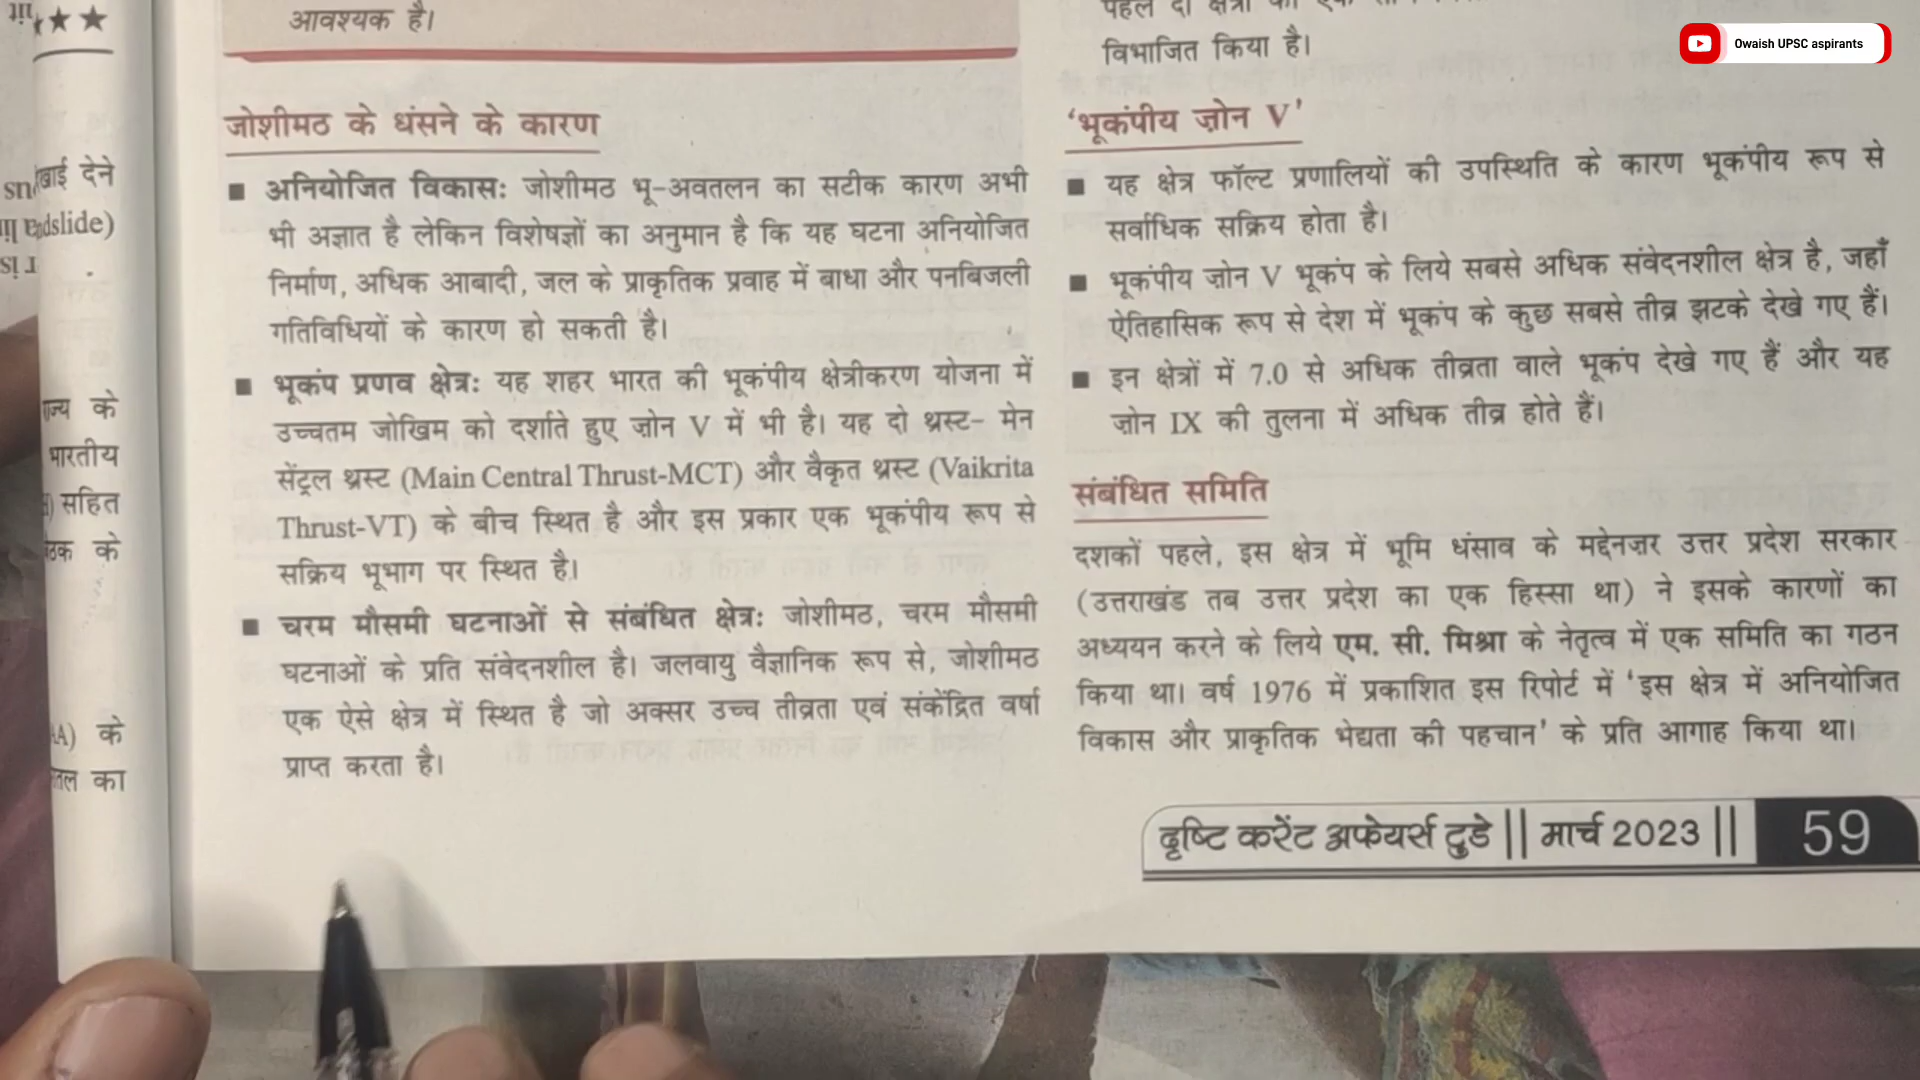 आवश्यक है।
जोशीमठ के धंसने के कारण
■ अनियोजित विकास: जोशीमठ भू-अवतलन का सटीक कारण अभी
भी अज्ञात है लेकिन विशेषज्ञों का अनुमान है कि यह घटना अनियोजित
निर्माण, अधिक आबादी, जल के प्राकृतिक प्रवाह में बाधा और पनबिजली
गतिविधियों के कारण हो सकती है।
■ भूकंप प्रणव क्षेत्र: यह शहर भारत की भूकंपीय क्षेत्रीकरण योजना में
उच्चतम जोखिम को दर्शाते हुए ज़ोन V में भी है। यह दो थ्रस्ट- मेन
सेंट्रल थ्रस्ट (Main Central Thrust-MCT) और वैकृत थ्रस्ट (Vaikrita
Thrust-VT) के बीच स्थित है और इस प्रकार एक भूकंपीय रूप से
सक्रिय भूभाग पर स्थित है।
■ चरम मौसमी घटनाओं से संबंधित क्षेत्र: जोशीमठ, चरम मौसमी
घटनाओं के प्रति संवेदनशील है। जलवायु वैज्ञानिक रूप से, जोशीमठ
एक ऐसे क्षेत्र में स्थित है जो अक्सर उच्च तीव्रता एवं संकेंद्रित वर्षा
प्राप्त करता है।
विभाजित किया है।
‘भूकंपीय ज़ोन V’
■ यह क्षेत्र फॉल्ट प्रणालियों की उपस्थिति के कारण भूकंपीय रूप से
सर्वाधिक सक्रिय होता है।
■ भूकंपीय ज़ोन V भूकंप के लिये सबसे अधिक संवेदनशील क्षेत्र है, जहाँ
ऐतिहासिक रूप से देश में भूकंप के कुछ सबसे तीव्र झटके देखे गए हैं।
■ इन क्षेत्रों में 7.0 से अधिक तीव्रता वाले भूकंप देखे गए हैं और यह
ज़ोन IX की तुलना में अधिक तीव्र होते हैं।
संबंधित समिति
दशकों पहले, इस क्षेत्र में भूमि धंसाव के मद्देनज़र उत्तर प्रदेश सरकार
(उत्तराखंड तब उत्तर प्रदेश का एक हिस्सा था) ने इसके कारणों का
अध्ययन करने के लिये एम. सी. मिश्रा के नेतृत्व में एक समिति का गठन
किया था। वर्ष 1976 में प्रकाशित इस रिपोर्ट में ‘इस क्षेत्र में अनियोजित
विकास और प्राकृतिक भेद्यता की पहचान’ के प्रति आगाह किया था।
दृष्टि करेंट अफेयर्स टुडे || मार्च 2023 || 59
देने
के
भारतीय
सहित
के
के
का
Owaish UPSC aspirants